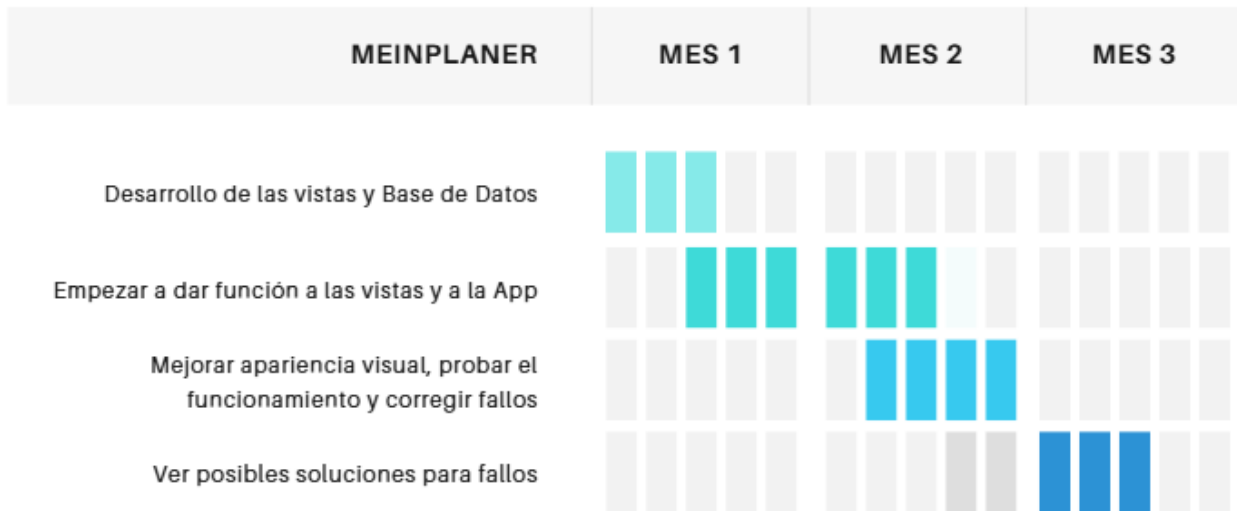 MEINPLANER MES 1 MES 2 MES 3
Desarrollo de las vistas y Base de Datos
Empezar a dar función a las vistas y a la App
Mejorar apariencia visual, probar el
funcionamiento y corregir fallos
Ver posibles soluciones para fallos